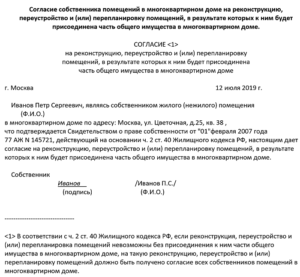 Согласие собственника помещений в многоквартирном доме на реконструкцию,
переустройство и (или) перепланировку помещений, в результате которых к ним будет
присоединена часть общего имущества в многоквартирном доме.
СОГЛАСИЕ <1>
на реконструкцию, переустройство и (или) перепланировку
помещений, в результате которых к ним будет присоединена
часть общего имущества в многоквартирном доме
г. Москва 12 июля 2019 г.
Иванов Петр Сергеевич, являясь собственником жилого (нежилого) помещения
(Ф.И.О.)
в многоквартирном доме по адресу: Москва, ул. Цветочная, д.25, кв. 38 ,
что подтверждается Свидетельством о праве собственности от "01"февраля 2007 года
77 АЖ N 145721, действующий на основании ч. 2 ст. 40 Жилищного кодекса РФ, настоящим дает
согласие на реконструкцию, переустройство и (или) перепланировку помещений, в результате
которых к ним будет присоединена часть общего имущества в многоквартирном доме.
Собственник
Иванов /Иванов П.С./
(подпись) (Ф.И.О.)
-------------------------------
<1> В соответствии с ч. 2 ст. 40 Жилищного кодекса РФ, если реконструкция, переустройство и
(или) перепланировка помещений невозможны без присоединения к ним части общего
имущества в многоквартирном доме, на такую реконструкцию, переустройство и (или)
перепланировку помещений должно быть получено согласие всех собственников помещений в
многоквартирном доме.